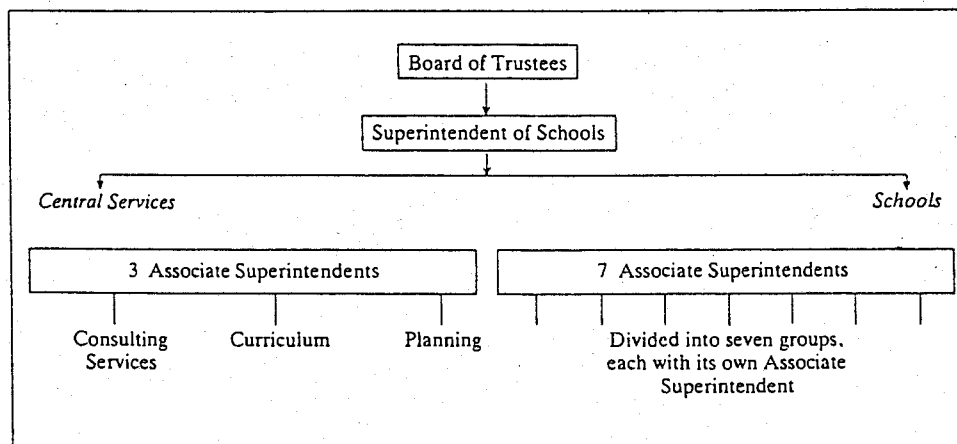 Board of Trustees
Superintendent of Schools
Central Services
Schools
3 Associate Superintendents
7 Associate Superintendents
Consulting
Services
Curriculum
Planning
Divided into seven groups,
each with its own Associate
Superintendent